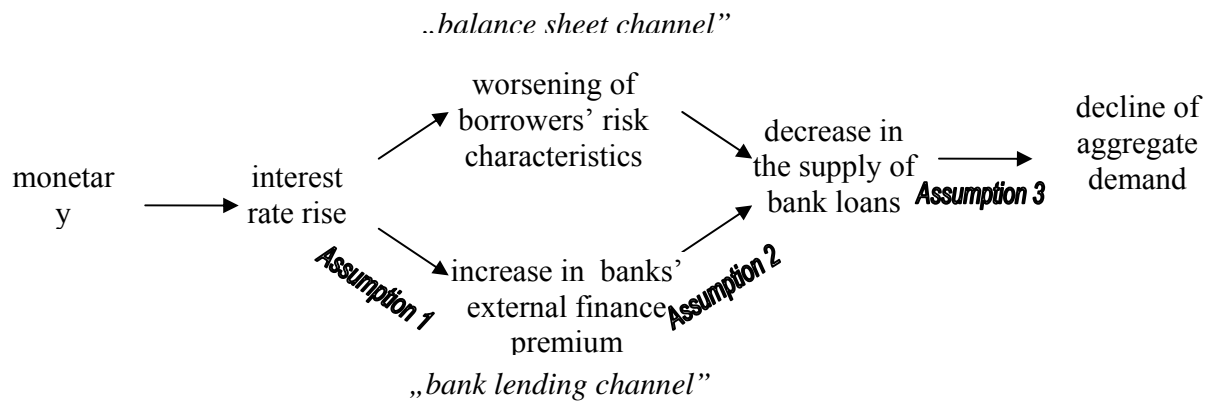 „balance sheet channel”
worsening of
borrowers’ risk
characteristics
monetar
y
interest
rate rise
decrease in
the supply of
bank loans
decline of
aggregate
demand
Assumption 1
Assumption 2
Assumption 3
increase in banks’
external finance
premium
„bank lending channel”